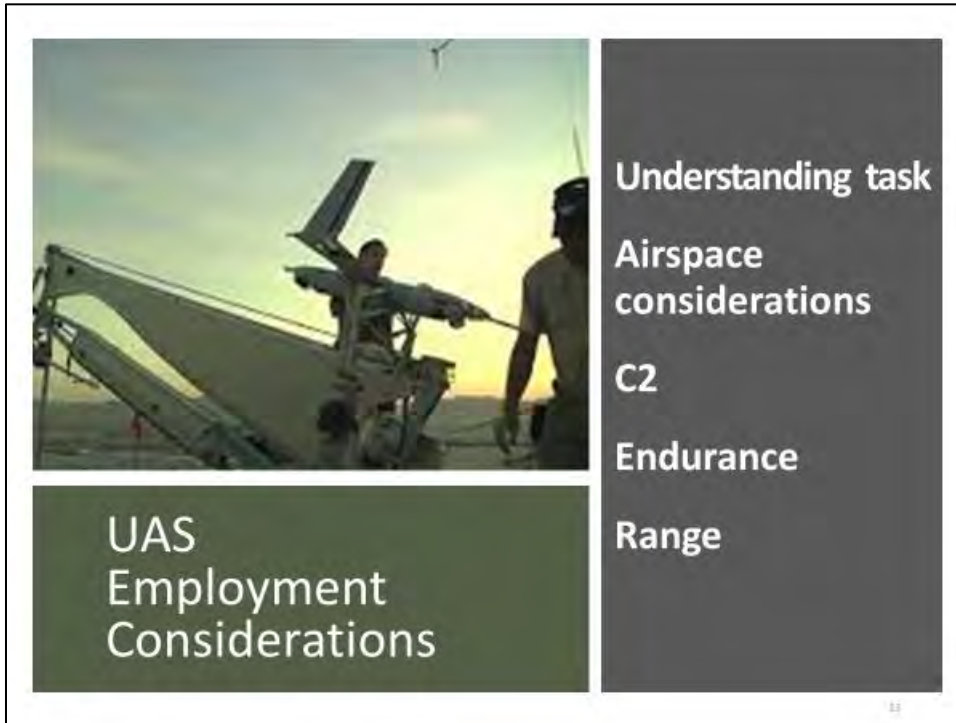 UAS
Employment
Considerations
Understanding task
Airspace
considerations
C2
Endurance
Range